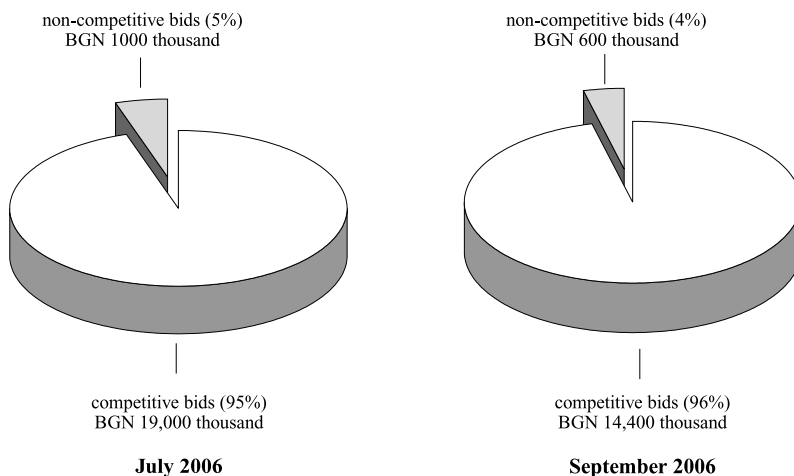 non-competitive bids (5%)
BGN 1000 thousand
competitive bids (95%)
BGN 19,000 thousand
July 2006
non-competitive bids (4%)
BGN 600 thousand
competitive bids (96%)
BGN 14,400 thousand
September 2006